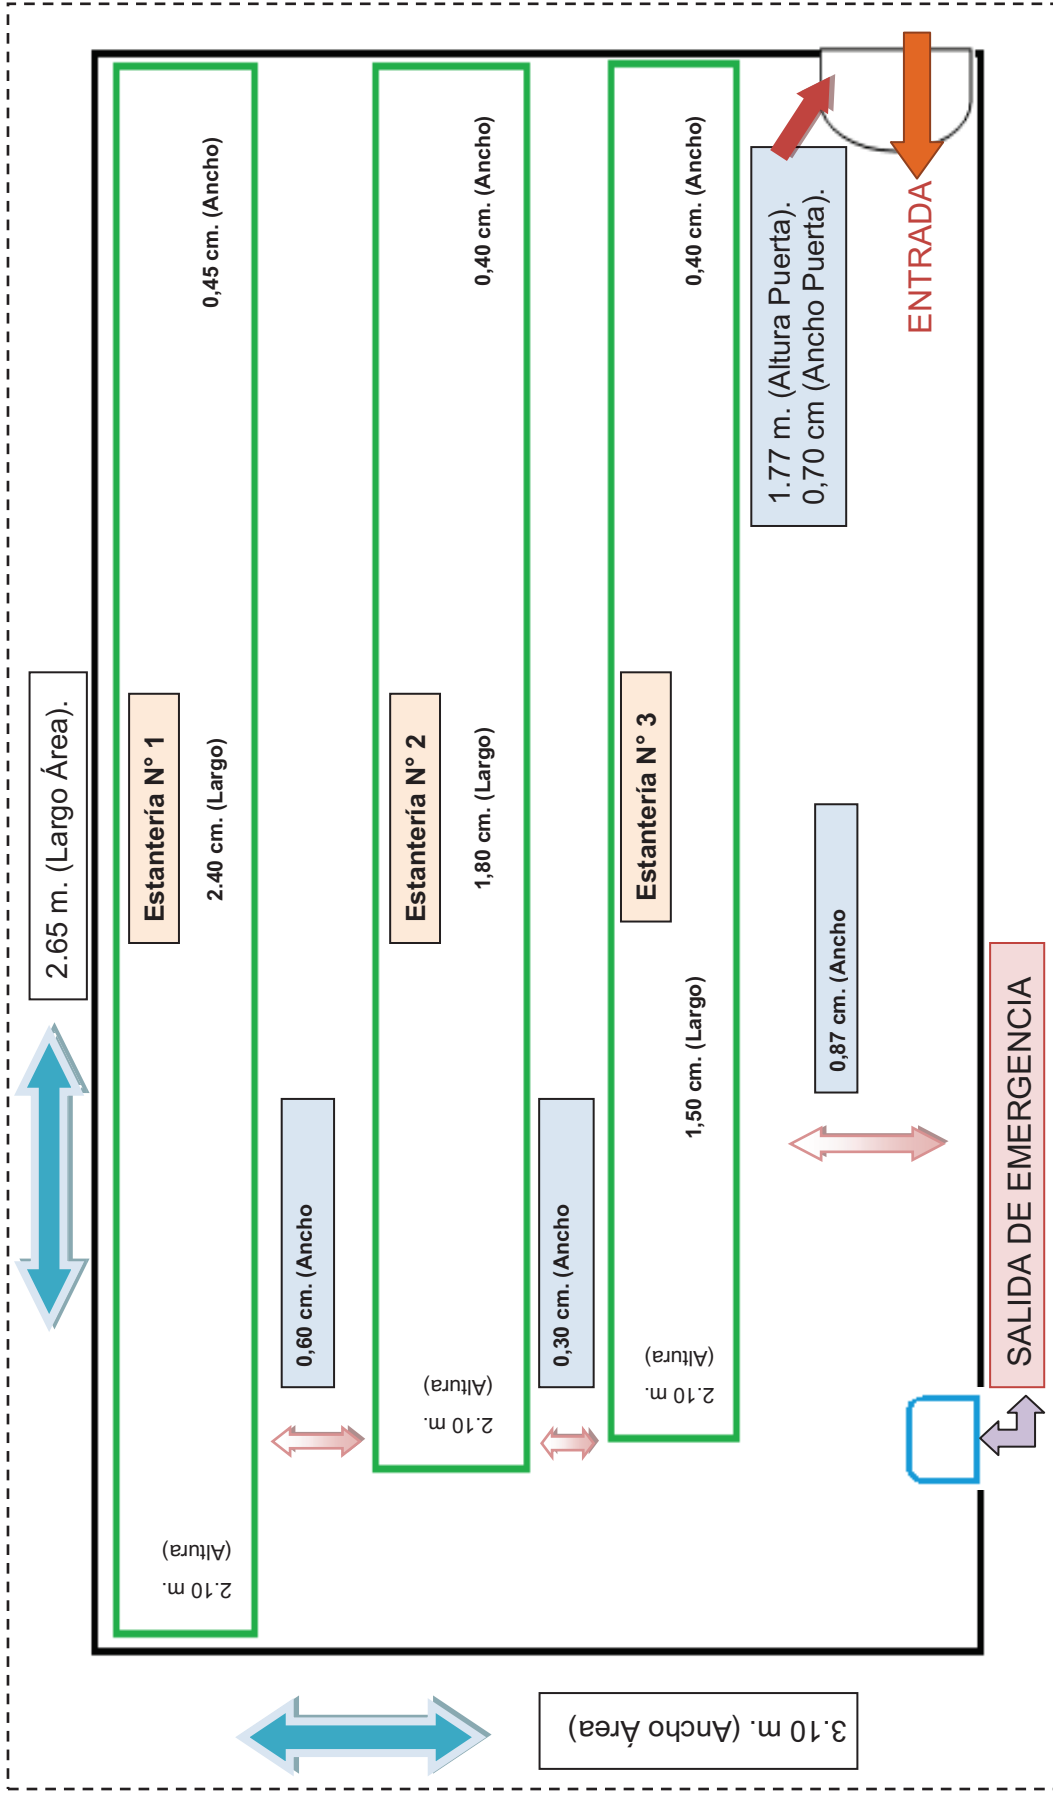 2.65 m. (Largo Área).
Estantería N° 1
2.40 cm. (Largo)
0,45 cm. (Ancho)
2.10 m.
(Altura)
0,60 cm. (Ancho
Estantería N° 2
1,80 cm. (Largo)
0,40 cm. (Ancho)
2.10 m.
(Altura)
0,30 cm. (Ancho
Estantería N° 3
1,50 cm. (Largo)
0,40 cm. (Ancho)
2.10 m.
(Altura)
1.77 m. (Altura Puerta).
0,70 cm (Ancho Puerta).
0,87 cm. (Ancho
ENTRADA
SALIDA DE EMERGENCIA
3.10 m. (Ancho Área)